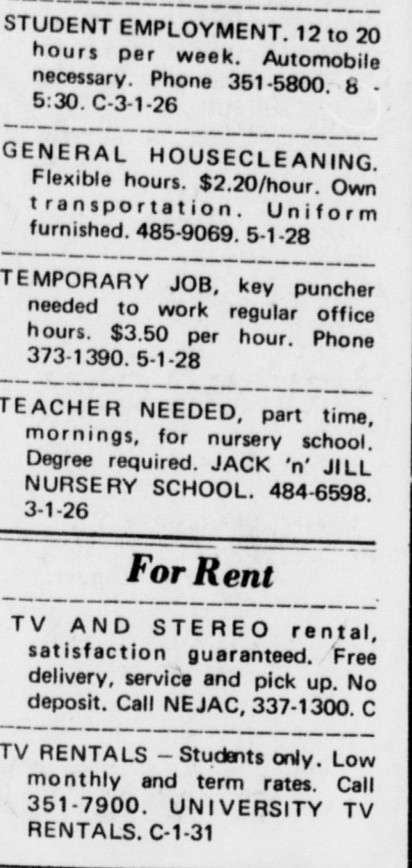 STUDENT EMPLOYMENT. 12 to 20
hours per week. Automobile
necessary. Phone 351-5800. 8 -
5:30. C-3-1-26
GENERAL HOUSECLEANING.
Flexible hours. $2.20/hour. Own
transportation. Uniform
furnished. 485-9069. 5-1-28
TEMPORARY JOB, key puncher
needed to work regular office
hours. $3.50 per hour. Phone
373-1390. 5-1-28
TEACHER NEEDED, part time,
mornings, for nursery school.
Degree required. JACK 'n' JILL
NURSERY SCHOOL. 484-6598.
3-1-26
For Rent
TV AND STEREO rental,
satisfaction guaranteed. Free
delivery, service and pick up. No
deposit. Call NEJAC, 337-1300. C
TV RENTALS – Students only. Low
monthly and term rates. Call
351-7900. UNIVERSITY TV
RENTALS. C-1-31